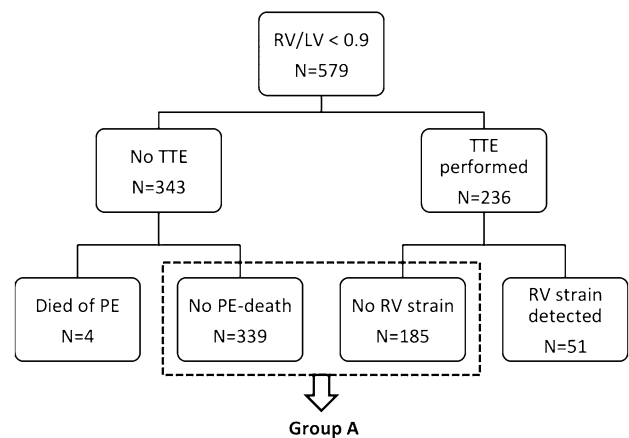 RV/LV < 0.9
N=579
No TTE
N=343
TTE
performed
N=236
Died of PE
N=4
No PE-death
N=339
No RV strain
N=185
RV strain
detected
N=51
Group A